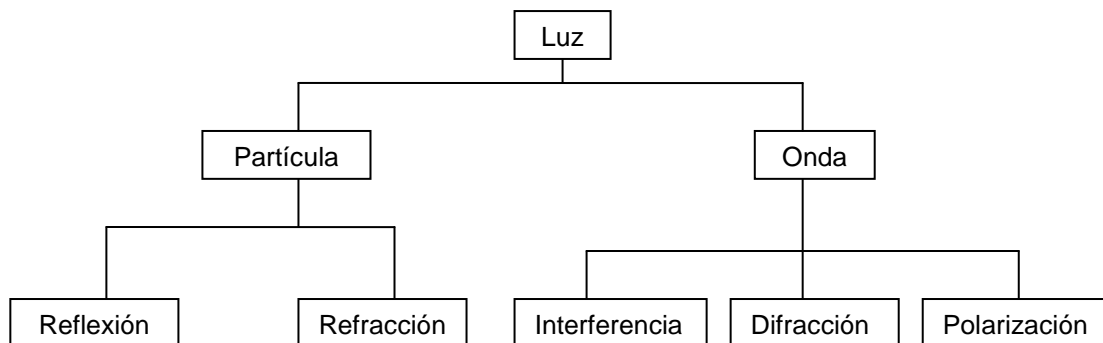 Luz
Partícula
Onda
Reflexión
Refracción
Interferencia
Difracción
Polarización